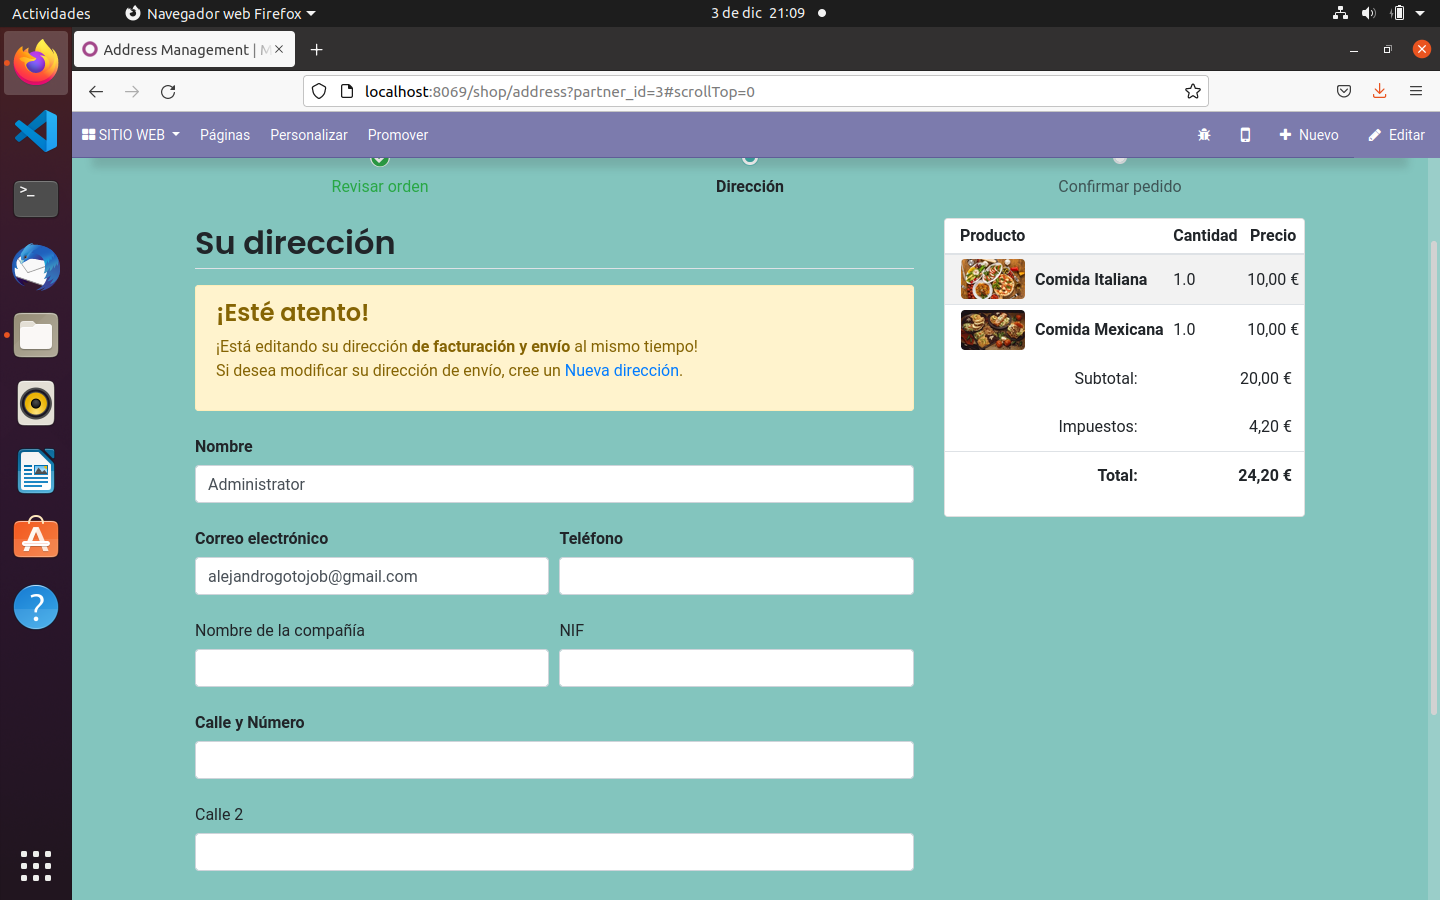 Actividades
Navegador web Firefox
3 de dic 21:09
Address Management | M
localhost:8069/shop/address?partner_id=3#scrollTop=0
SITIO WEB
Páginas
Personalizar
Promover
Nuevo
Editar
Revisar orden
Dirección
Confirmar pedido
Su dirección
¡Esté atento!
¡Está editando su dirección de facturación y envío al mismo tiempo!
Si desea modificar su dirección de envío, cree un Nueva dirección.
Nombre
Administrator
Correo electrónico
Teléfono
alejandrogotojob@gmail.com
Nombre de la compañía
NIF
Calle y Número
Calle 2
Producto Cantidad Precio
Comida Italiana 1.0 10,00 €
Comida Mexicana 1.0 10,00 €
Subtotal: 20,00 €
Impuestos: 4,20 €
Total: 24,20 €